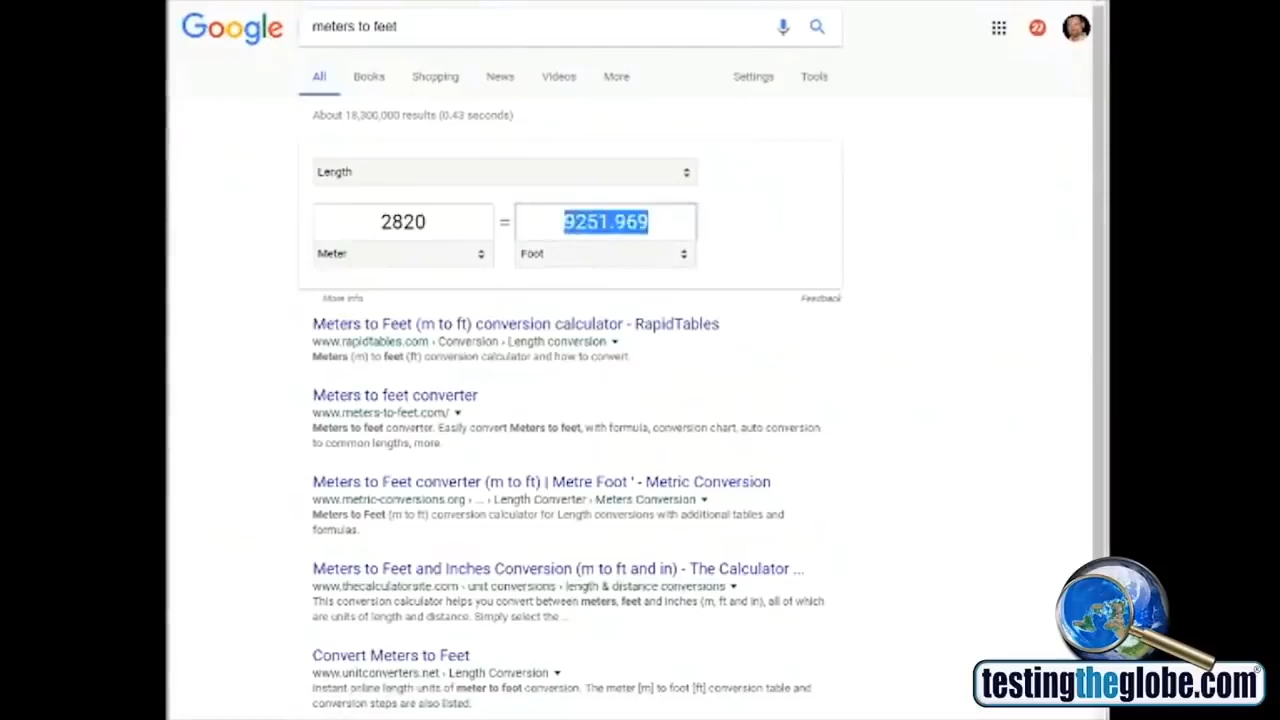 Google
meters to feet
27
All Books Shopping News Videos More Settings Tools
About 18,300,000 results (0.43 seconds)
Length
2820 = 9251.969
Meter Foot
More info Feedback
Meters to Feet (m to ft) conversion calculator - RapidTables
www.rapidtables.com › Conversion › Length conversion
Meters (m) to feet (ft) conversion calculator and how to convert.
Meters to feet converter
www.meters-to-feet.com/
Meters to feet converter. Easily convert Meters to feet, with formula, conversion chart, auto conversion
to common lengths, more.
Meters to Feet converter (m to ft) | Metre Foot ' - Metric Conversion
www.metric-conversions.org › ... › Length Converter › Meters Conversion
Meters to Feet (m to ft) conversion calculator for Length conversions with additional tables and
formulas.
Meters to Feet and Inches Conversion (m to ft and in) - The Calculator ...
www.thecalculatorsite.com › unit conversions › length & distance conversions
This conversion calculator helps you convert between meters, feet and inches (m, ft and in), all of which
are units of length and distance. Simply select the ...
Convert Meters to Feet
www.unitconverters.net › Length Conversion
Instant online length units of meter to foot conversion. The meter [m] to foot [ft] conversion table and
conversion steps are also listed.
testingtheglobe.com®